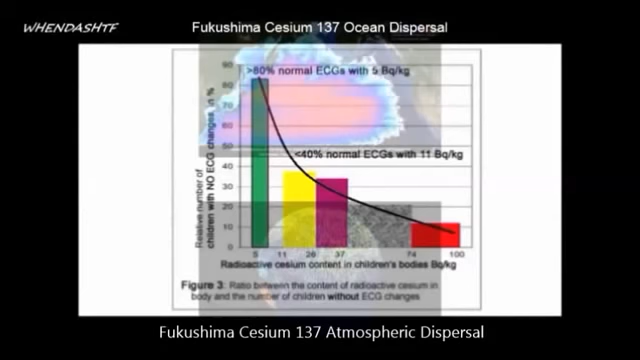 WHENDASHTF
Fukushima Cesium 137 Ocean Dispersal
>80% normal ECGs with 5 Bq/kg
<40% normal ECGs with 11 Bq/kg
Relative number of
children with NO ECG changes, in %
90
80
70
60
50
40
30
20
10
0
5 11 26 37 74 100
Radioactive cesium content in children's bodies Bq/kg
Figure 3: Ratio between the content of radioactive cesium in
body and the number of children without ECG changes
Fukushima Cesium 137 Atmospheric Dispersal